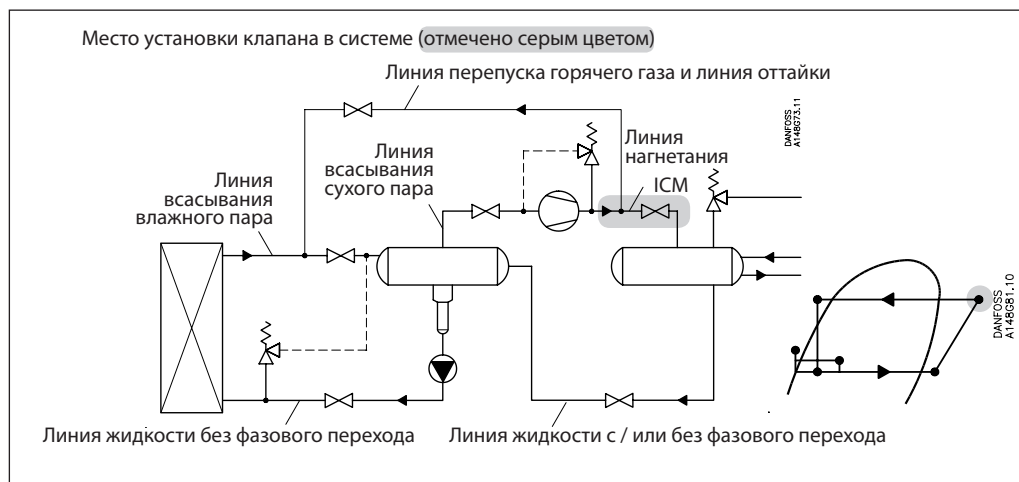 Место установки клапана в системе (отмечено серым цветом)
Линия перепуска горячего газа и линия оттайки
DANFOSS
A148G73.11
Линия
нагнетания
ICM
Линия
всасывания
сухого пара
Линия
всасывания
влажного пара
DANFOSS
A148G81.10
Линия жидкости без фазового перехода
Линия жидкости с / или без фазового перехода